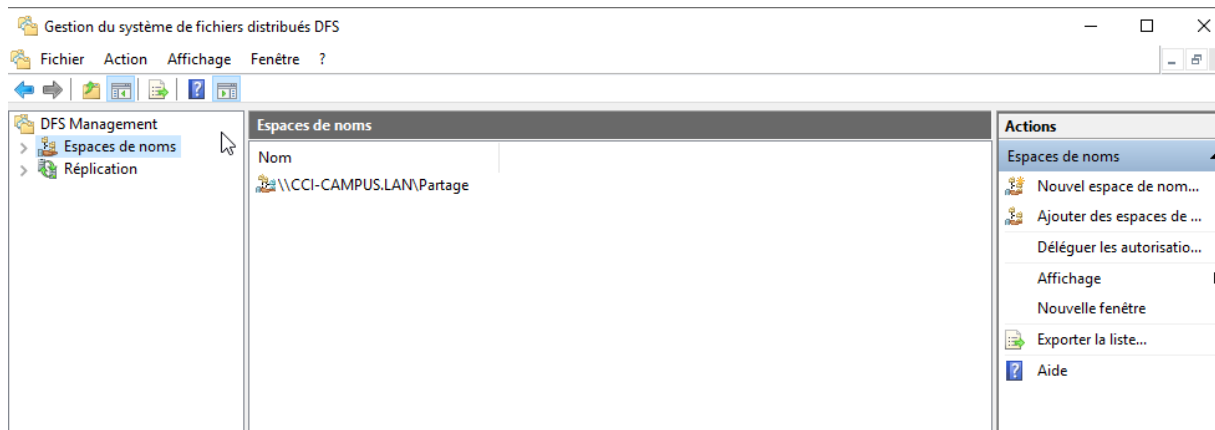 Gestion du système de fichiers distribués DFS
Fichier Action Affichage Fenêtre ?
DFS Management
Espaces de noms
Réplication
Espaces de noms
Nom
\\CCI-CAMPUS.LAN\Partage
Actions
Espaces de noms
Nouvel espace de nom...
Ajouter des espaces de ...
Déléguer les autorisatio...
Affichage
Nouvelle fenêtre
Exporter la liste...
? Aide